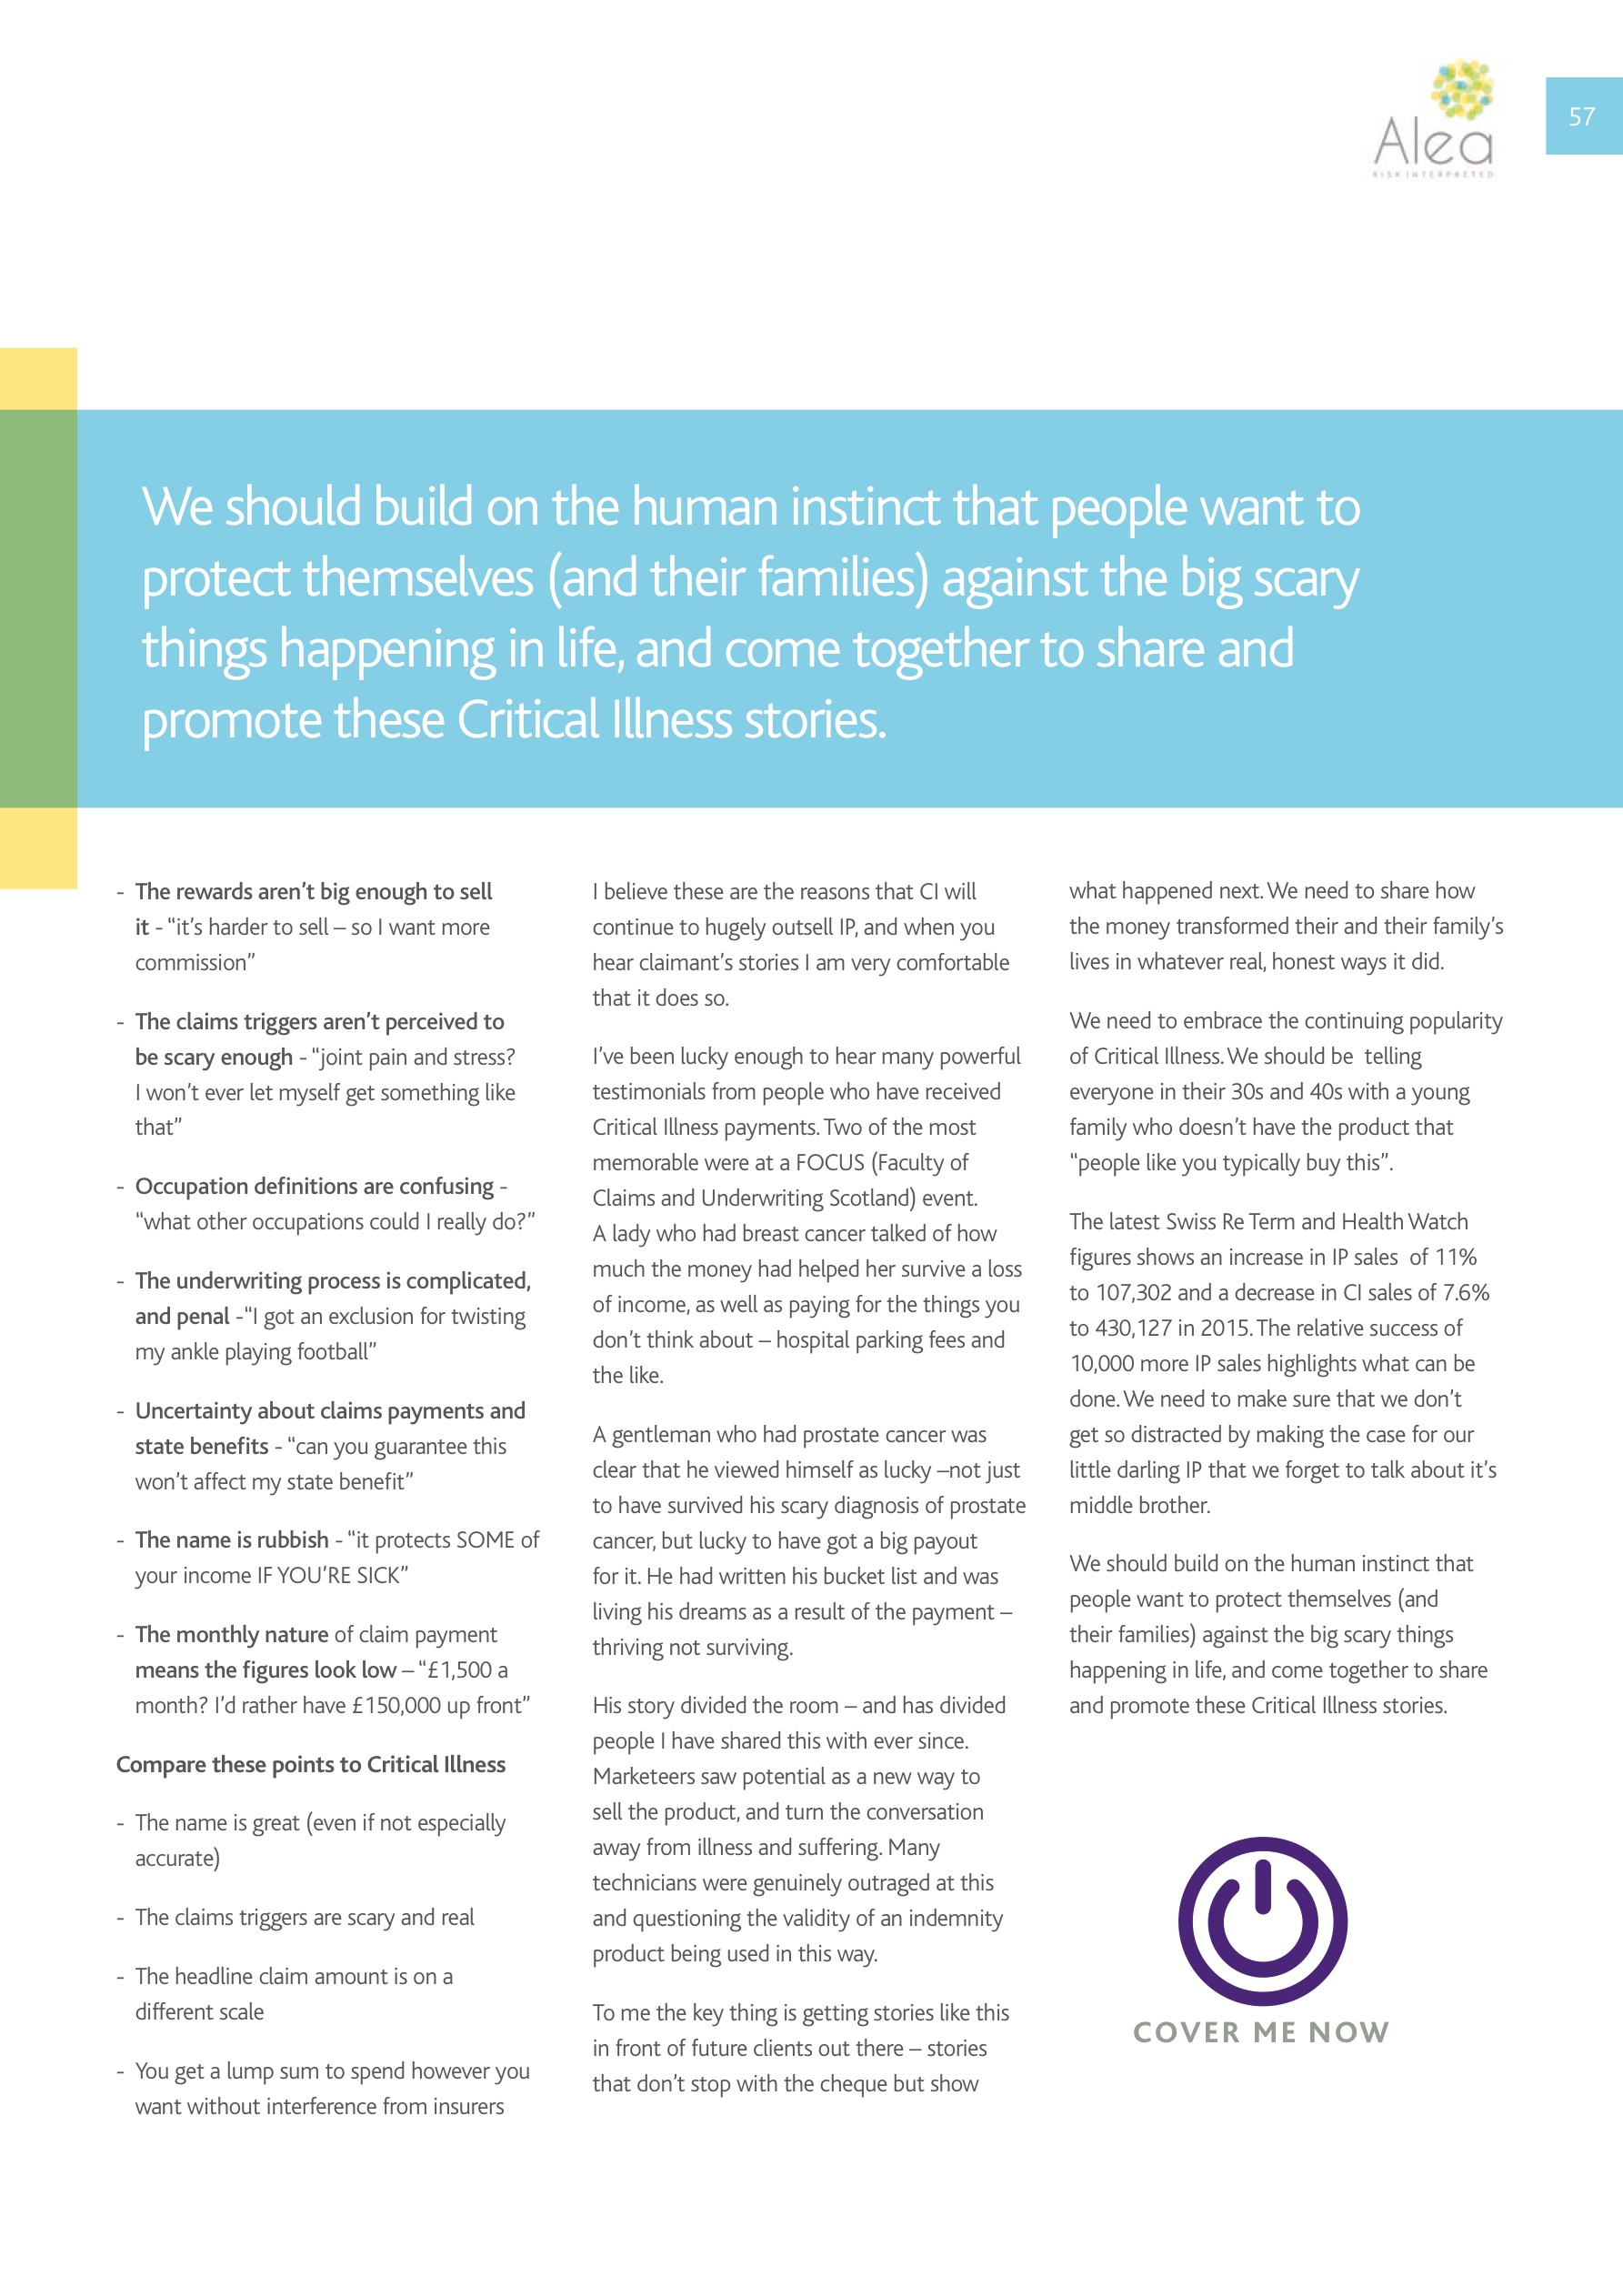 Alea
RISK INTERPRETED
57
We should build on the human instinct that people want to
protect themselves (and their families) against the big scary
things happening in life, and come together to share and
promote these Critical Illness stories.
- The rewards aren’t big enough to sell
it - “it’s harder to sell – so I want more
commission”
- The claims triggers aren’t perceived to
be scary enough - “joint pain and stress?
I won’t ever let myself get something like
that”
- Occupation definitions are confusing -
“what other occupations could I really do?”
- The underwriting process is complicated,
and penal -“I got an exclusion for twisting
my ankle playing football”
- Uncertainty about claims payments and
state benefits - “can you guarantee this
won’t affect my state benefit”
- The name is rubbish - “it protects SOME of
your income IF YOU’RE SICK”
- The monthly nature of claim payment
means the figures look low – “£1,500 a
month? I’d rather have £150,000 up front”
Compare these points to Critical Illness
- The name is great (even if not especially
accurate)
- The claims triggers are scary and real
- The headline claim amount is on a
different scale
- You get a lump sum to spend however you
want without interference from insurers
I believe these are the reasons that CI will
continue to hugely outsell IP, and when you
hear claimant’s stories I am very comfortable
that it does so.
I’ve been lucky enough to hear many powerful
testimonials from people who have received
Critical Illness payments. Two of the most
memorable were at a FOCUS (Faculty of
Claims and Underwriting Scotland) event.
A lady who had breast cancer talked of how
much the money had helped her survive a loss
of income, as well as paying for the things you
don’t think about – hospital parking fees and
the like.
A gentleman who had prostate cancer was
clear that he viewed himself as lucky –not just
to have survived his scary diagnosis of prostate
cancer, but lucky to have got a big payout
for it. He had written his bucket list and was
living his dreams as a result of the payment –
thriving not surviving.
His story divided the room – and has divided
people I have shared this with ever since.
Marketeers saw potential as a new way to
sell the product, and turn the conversation
away from illness and suffering. Many
technicians were genuinely outraged at this
and questioning the validity of an indemnity
product being used in this way.
To me the key thing is getting stories like this
in front of future clients out there – stories
that don’t stop with the cheque but show
what happened next. We need to share how
the money transformed their and their family’s
lives in whatever real, honest ways it did.
We need to embrace the continuing popularity
of Critical Illness. We should be telling
everyone in their 30s and 40s with a young
family who doesn’t have the product that
“people like you typically buy this”.
The latest Swiss Re Term and Health Watch
figures shows an increase in IP sales of 11%
to 107,302 and a decrease in CI sales of 7.6%
to 430,127 in 2015. The relative success of
10,000 more IP sales highlights what can be
done. We need to make sure that we don’t
get so distracted by making the case for our
little darling IP that we forget to talk about it’s
middle brother.
We should build on the human instinct that
people want to protect themselves (and
their families) against the big scary things
happening in life, and come together to share
and promote these Critical Illness stories.
COVER ME NOW